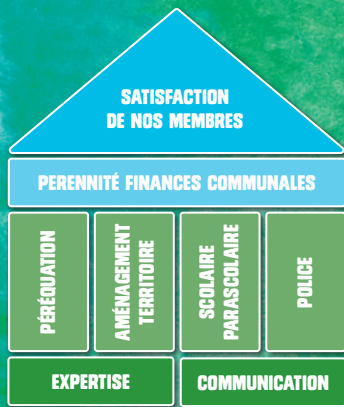 SATISFACTION
DE NOS MEMBRES
PERENNITÉ FINANCES COMMUNALES
PÉRÉQUATION
AMÉNAGEMENT
TERRITOIRE
SCOLAIRE
PARASCOLAIRE
POLICE
EXPERTISE
COMMUNICATION